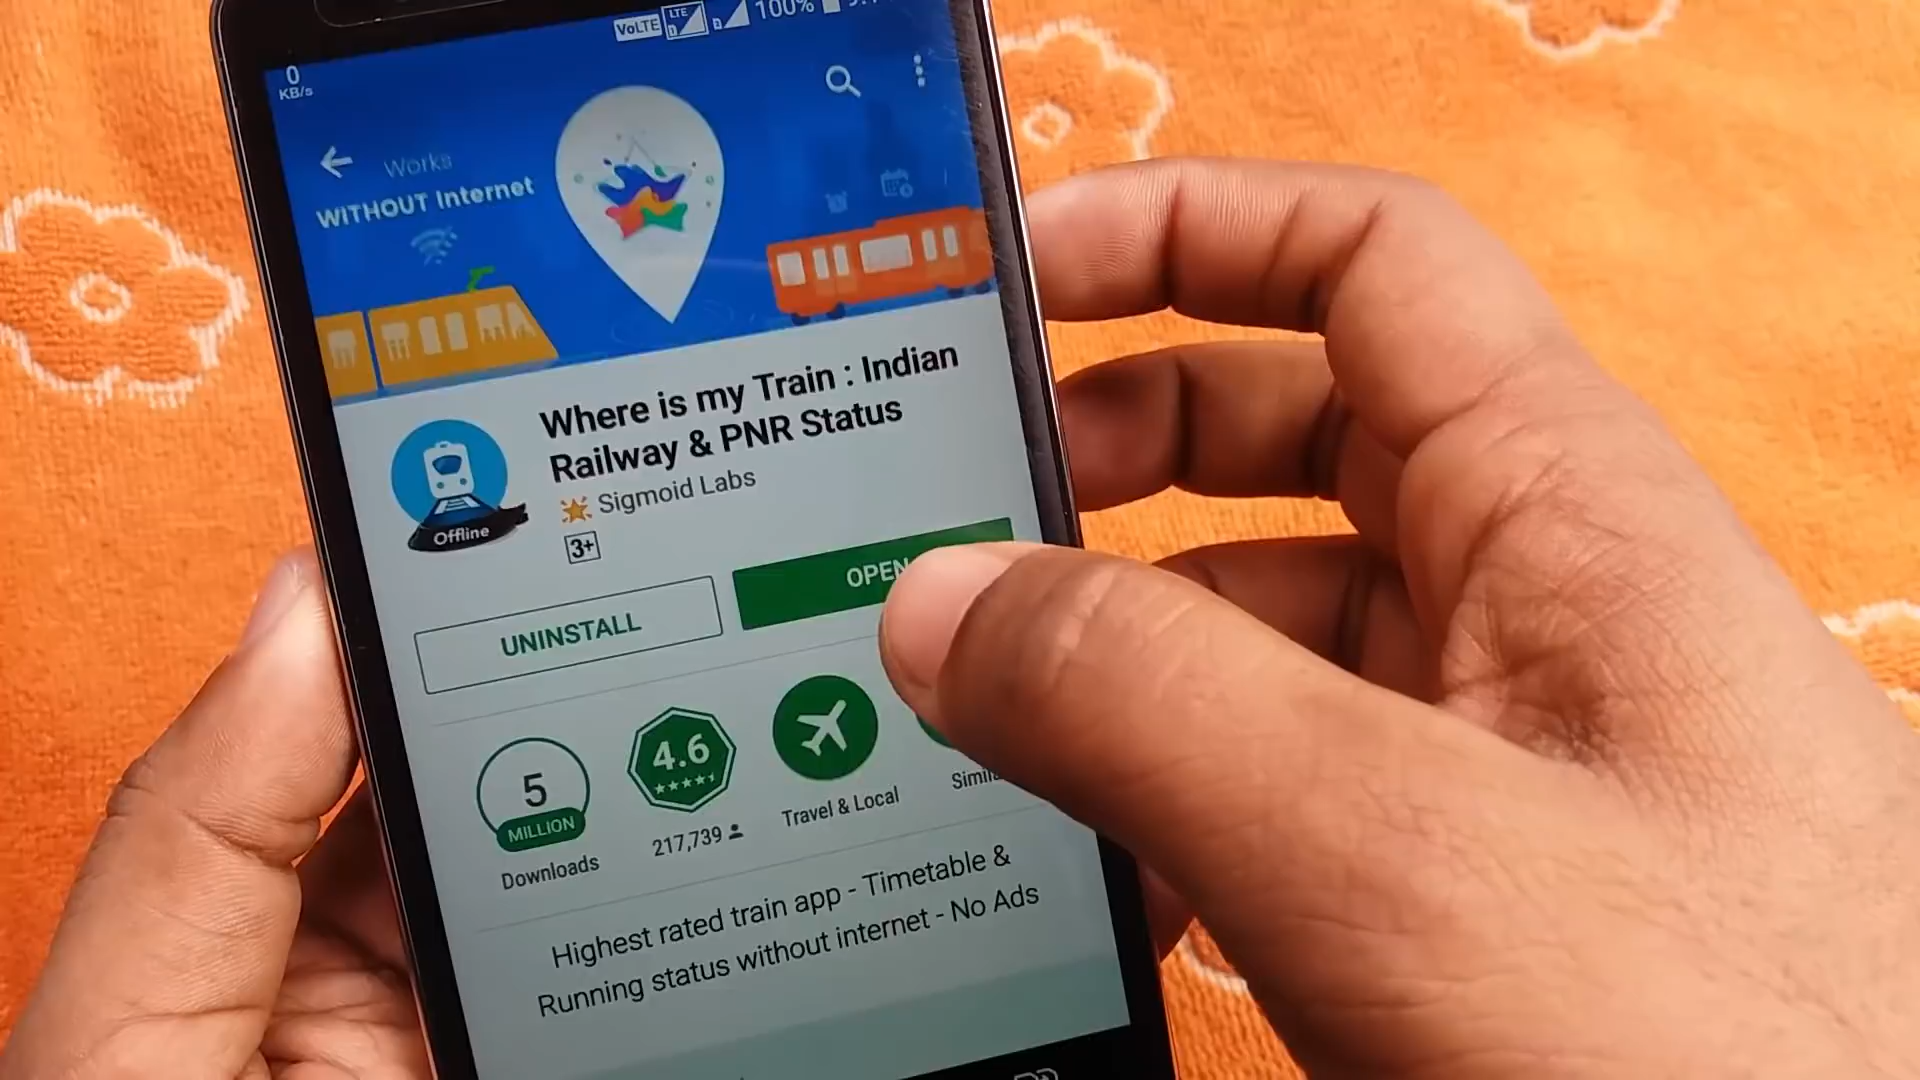 VoLTE LTE 100%
0
KB/s
Works
WITHOUT Internet
Where is my Train : Indian
Railway & PNR Status
Sigmoid Labs
Offline
3+
UNINSTALL
OPEN
5
MILLION
Downloads
4.6
217,739
Travel & Local
Highest rated train app - Timetable &
Running status without internet - No Ads